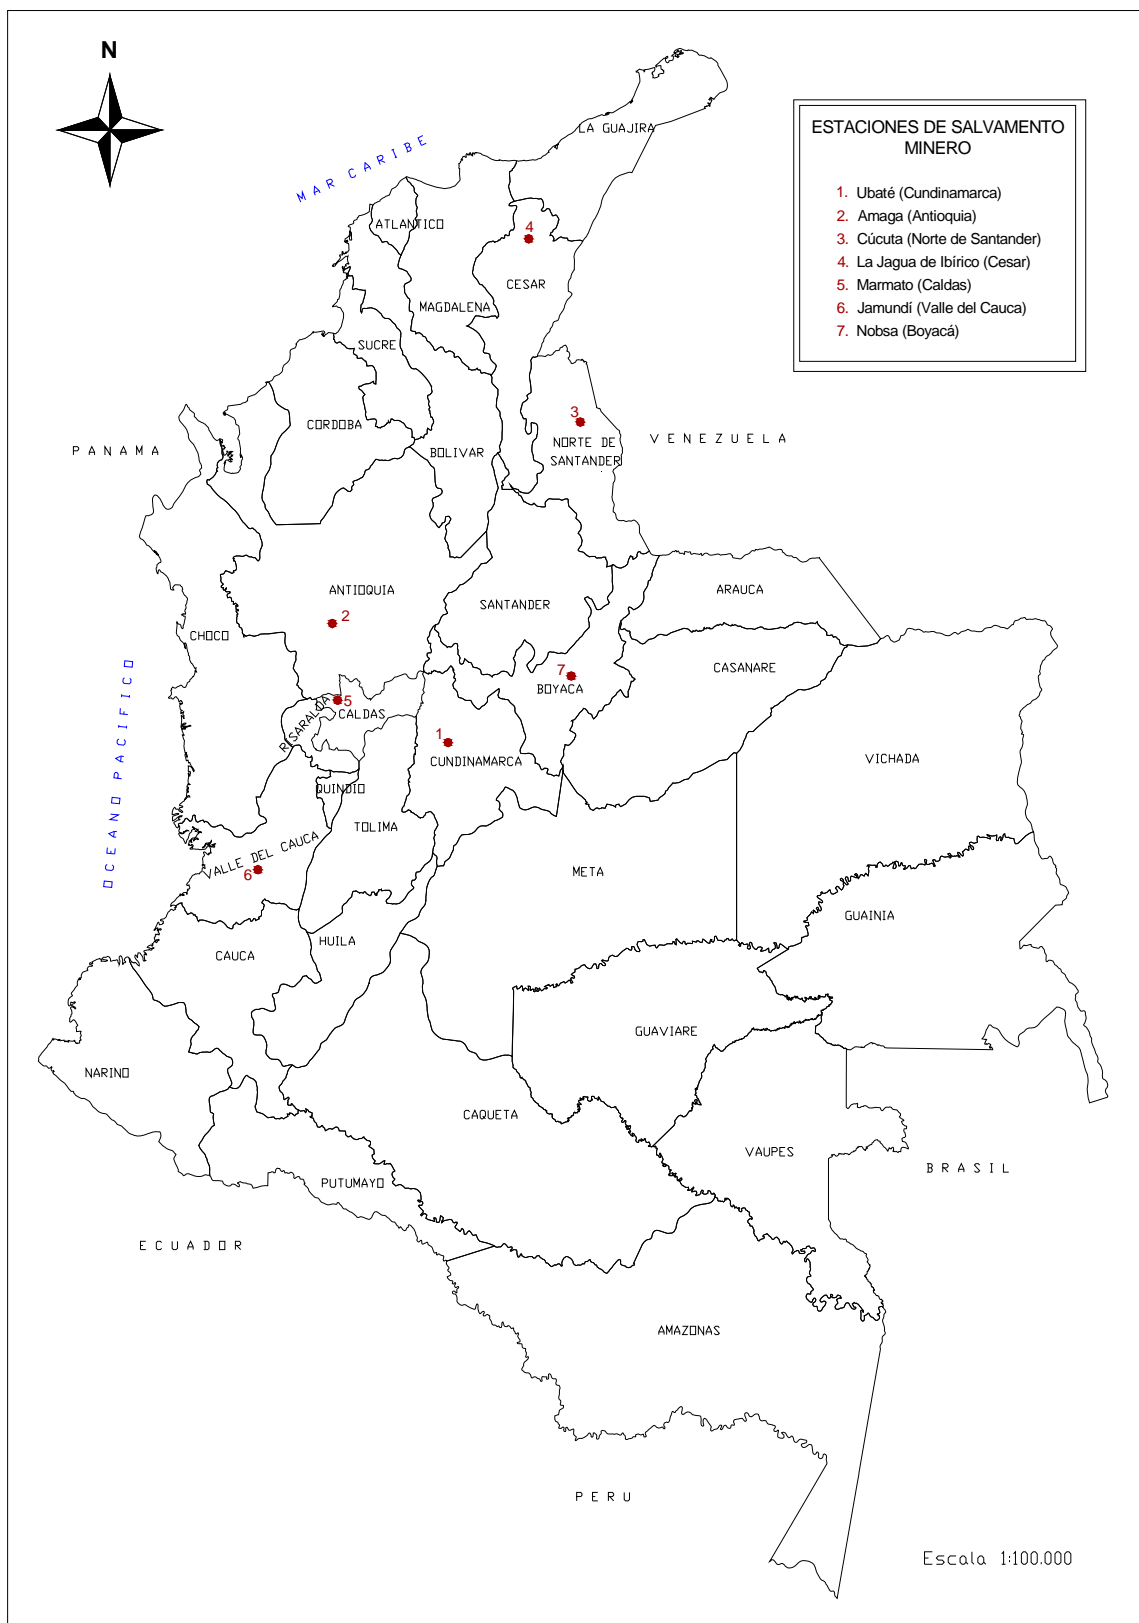 N
LA GUAJIRA
MAR CARIBE
ESTACIONES DE SALVAMENTO
MINERO
1. Ubaté (Cundinamarca)
2. Amaga (Antioquia)
3. Cúcuta (Norte de Santander)
4. La Jagua de Ibírico (Cesar)
5. Marmato (Caldas)
6. Jamundí (Valle del Cauca)
7. Nobsa (Boyacá)
ATLANTICO
4
CESAR
MAGDALENA
SUCRE
3
CORDOBA
NORTE DE
SANTANDER
VENEZUELA
PANAMA
BOLIVAR
ANTIOQUIA
ARAUCA
SANTANDER
2
CHOCO
CASANARE
7
BOYACA
OCEANO PACIFICO
RISARALDA
5
CALDAS
1
CUNDINAMARCA
VICHADA
QUINDIO
TOLIMA
VALLE DEL CAUCA
6
META
GUAINIA
HUILA
CAUCA
GUAVIARE
NARINO
CAQUETA
VAUPES
BRASIL
PUTUMAYO
ECUADOR
AMAZONAS
PERU
Escala 1:100.000